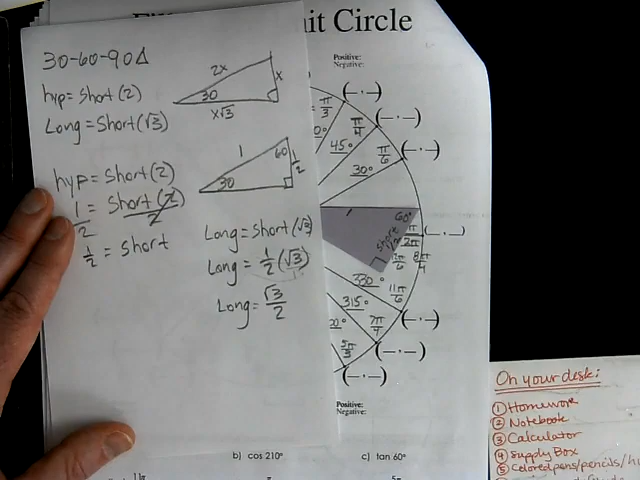 it Circle
Positive:
Negative:
30-60-90Δ
hyp=Short(2)
Long=Short(√3)
2x
x
30
x√3
hyp=Short(2)
1/2 = Short(2)/2
1/2 = Short
1
60
1/2
30
Long=Short(√3)
Long= 1/2 (√3)
Long= √3/2
π/3
(—·—)
π/4
(—·—)
45°
π/6
(—·—)
30°
1
60°
Short
(—·—)
330°
11π/6
(—·—)
315°
7π/4
(—·—)
5π/3
(—·—)
Positive:
Negative:
b) cos 210°
c) tan 60°
On your desk:
① Homework
② Notebook
③ Calculator
④ Supply Box
⑤ colored pens/pencils/